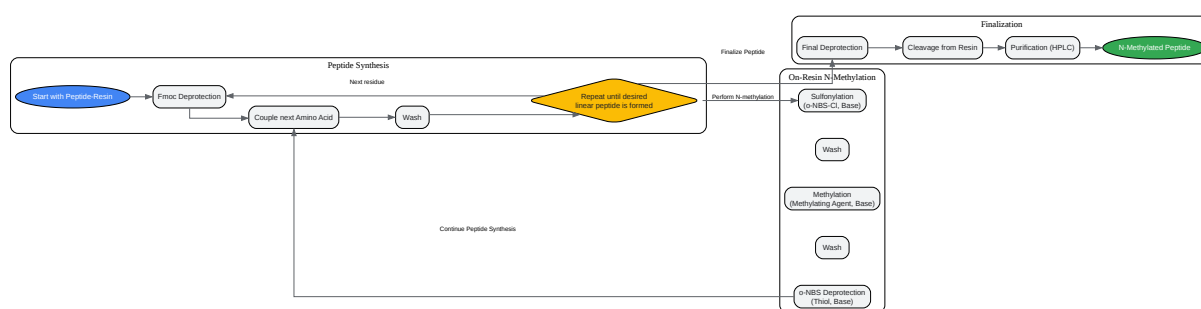 Finalization
Final Deprotection
Cleavage from Resin
Purification (HPLC)
N-Methylated Peptide
Finalize Peptide
Peptide Synthesis
On-Resin N-Methylation
Next residue
Start with Peptide-Resin
Fmoc Deprotection
Repeat until desired
linear peptide is formed
Perform N-methylation
Sulfonylation
(o-NBS-Cl, Base)
Couple next Amino Acid
Wash
Wash
Methylation
(Methylating Agent, Base)
Continue Peptide Synthesis
Wash
o-NBS Deprotection
(Thiol, Base)